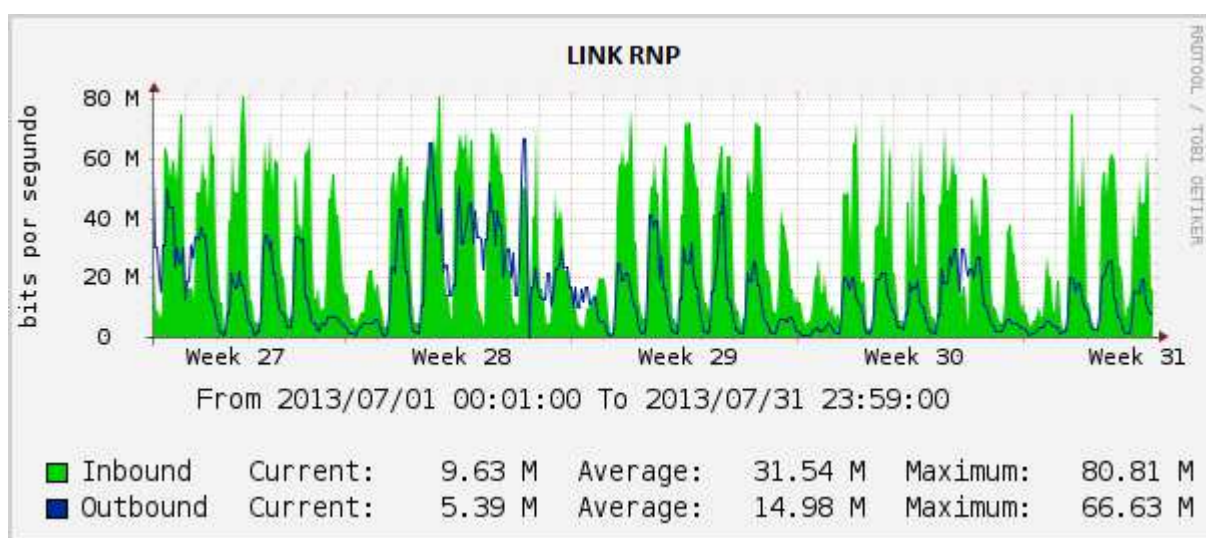 LINK RNP
RRDTOOL / TOBI OETIKER
bits por segundo
80 M
60 M
40 M
20 M
0
Week 27 Week 28 Week 29 Week 30 Week 31
From 2013/07/01 00:01:00 To 2013/07/31 23:59:00
Inbound Current: 9.63 M Average: 31.54 M Maximum: 80.81 M
Outbound Current: 5.39 M Average: 14.98 M Maximum: 66.63 M